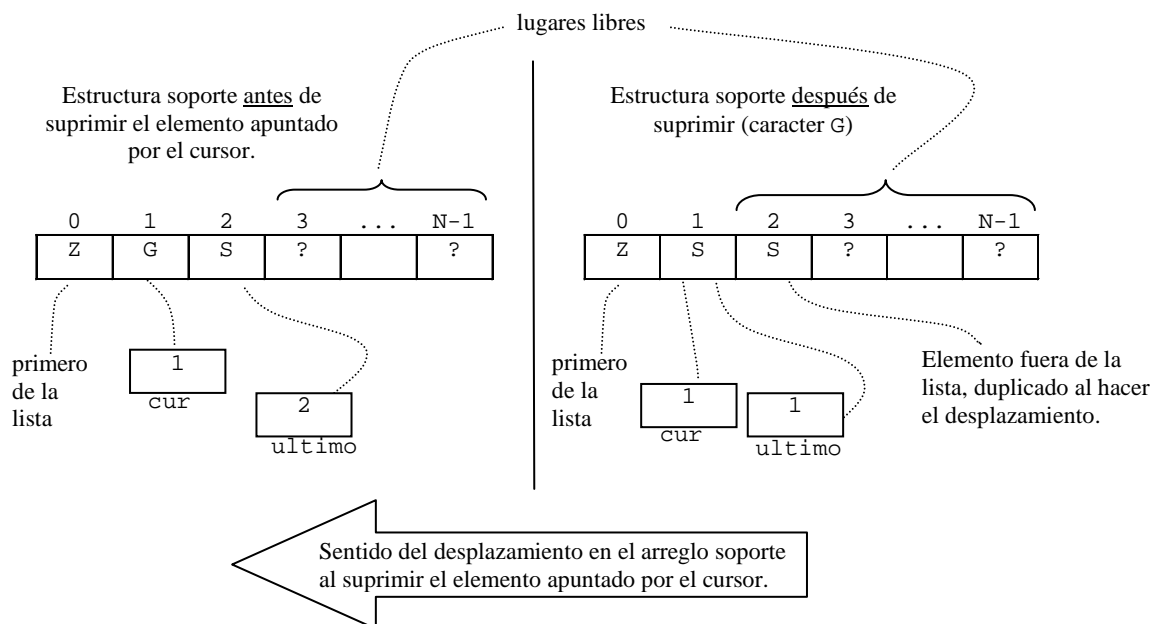 lugares libres
Estructura soporte antes de
suprimir el elemento apuntado
por el cursor.
0 1 2 3 ... N-1
Z G S ? ?
primero
de la
lista
1
cur
2
ultimo
Estructura soporte después de
suprimir (caracter G)
0 1 2 3 ... N-1
Z S S ? ?
primero
de la
lista
1
cur
1
ultimo
Elemento fuera de la
lista, duplicado al hacer
el desplazamiento.
Sentido del desplazamiento en el arreglo soporte
al suprimir el elemento apuntado por el cursor.